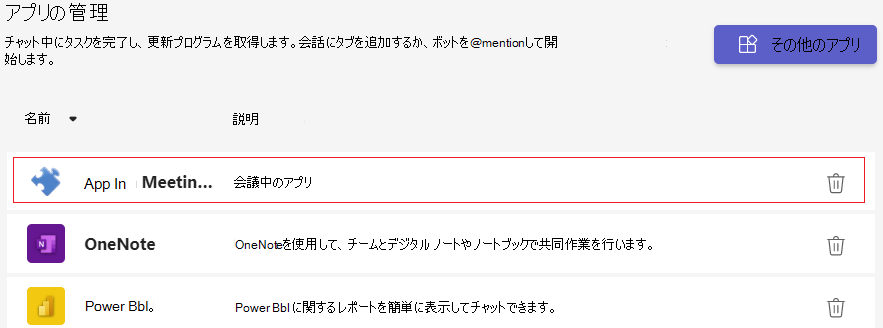 アプリの管理
チャット中にタスクを完了し、更新プログラムを取得します。会話にタブを追加するか、ボットを@mentionして開
始します。
その他のアプリ
名前 説明
App In Meetin... 会議中のアプリ
N
OneNote OneNoteを使用して、チームとデジタル ノートやノートブックで共同作業を行います。
Power Bbl。 Power Bbl に関するレポートを簡単に表示してチャットできます。